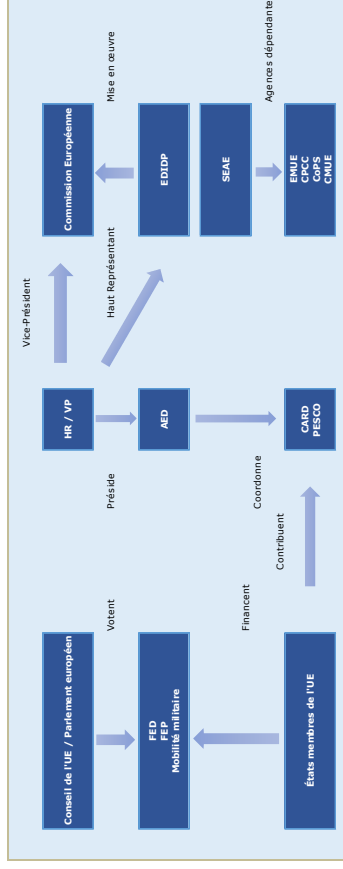 Vice-Président
Conseil de l'UE / Parlement européen
HR / VP
Commission Européenne
Votent
Préside
Haut Représentant
Mise en œuvre
FED
FEP
Mobilité militaire
AED
EDIDP
SEAE
Financent
Coordonne
Agences dépendante
Contribuent
États membres de l'UE
CARD
PESCO
EMUE
CPCC
CoPS
CMUE